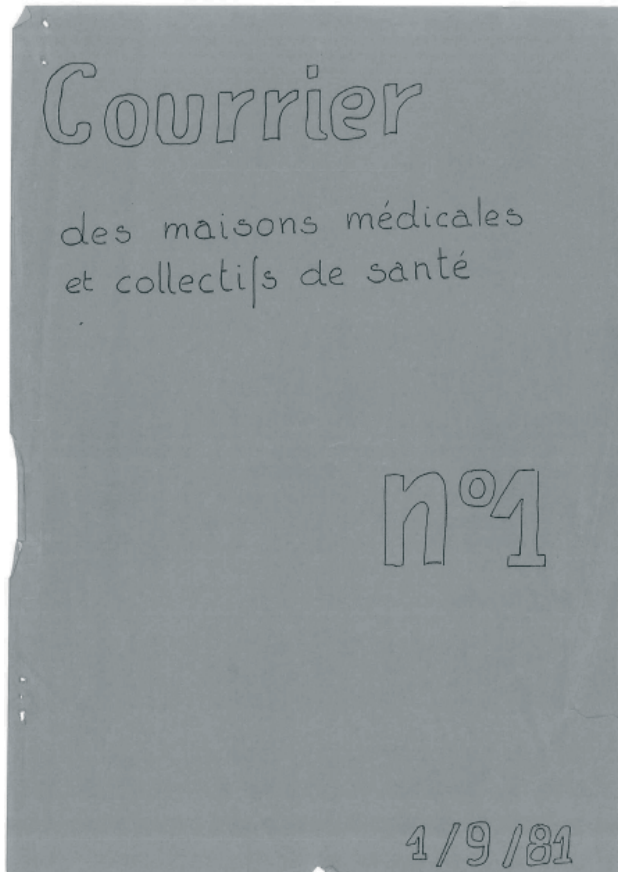 Courrier
des maisons médicales
et collectifs de santé
n°1
1/9/81